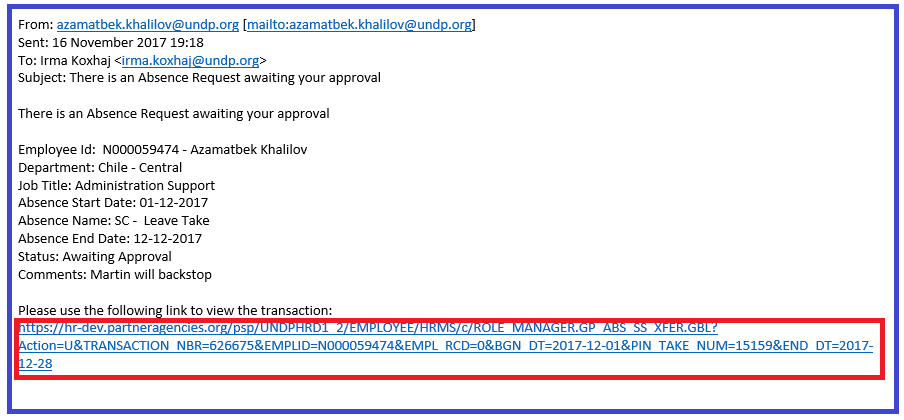 From: azamatbek.khalilov@undp.org [mailto:azamatbek.khalilov@undp.org]
Sent: 16 November 2017 19:18
To: Irma Koxhaj <irma.koxhaj@undp.org>
Subject: There is an Absence Request awaiting your approval
There is an Absence Request awaiting your approval
Employee Id:  N000059474 - Azamatbek Khalilov
Department: Chile - Central
Job Title: Administration Support
Absence Start Date: 01-12-2017
Absence Name: SC -  Leave Take
Absence End Date: 12-12-2017
Status: Awaiting Approval
Comments: Martin will backstop
Please use the following link to view the transaction:
https://hr-dev.partneragencies.org/psp/UNDPHRD1_2/EMPLOYEE/HRMS/c/ROLE_MANAGER.GP_ABS_SS_XFER.GBL?
Action=U&TRANSACTION_NBR=626675&EMPLID=N000059474&EMPL_RCD=0&BGN_DT=2017-12-01&PIN_TAKE_NUM=15159&END_DT=2017-
12-28